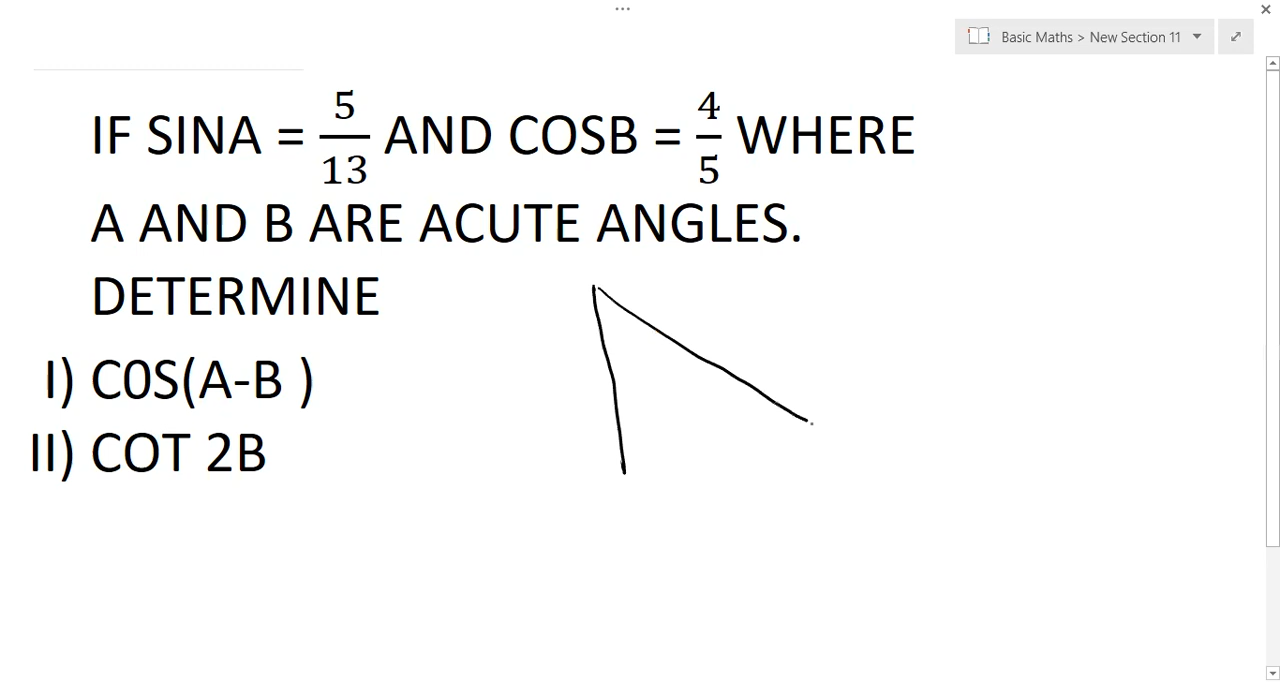 Basic Maths > New Section 11
IF SINA = 5/13 AND COSB = 4/5 WHERE
A AND B ARE ACUTE ANGLES.
DETERMINE
I) C0S(A-B )
II) COT 2B